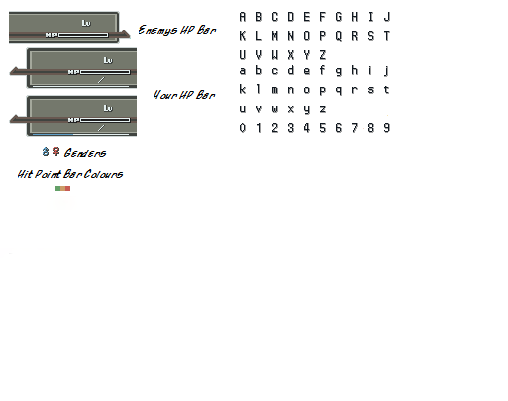 Lv
HP
Enemys HP Bar
Lv
HP
/
Your HP Bar
Lv
HP
/
Genders
Hit Point Bar Colours
A B C D E F G H I J
K L M N O P Q R S T
U V W X Y Z
a b c d e f g h i j
k l m n o p q r s t
u v w x y z
0 1 2 3 4 5 6 7 8 9